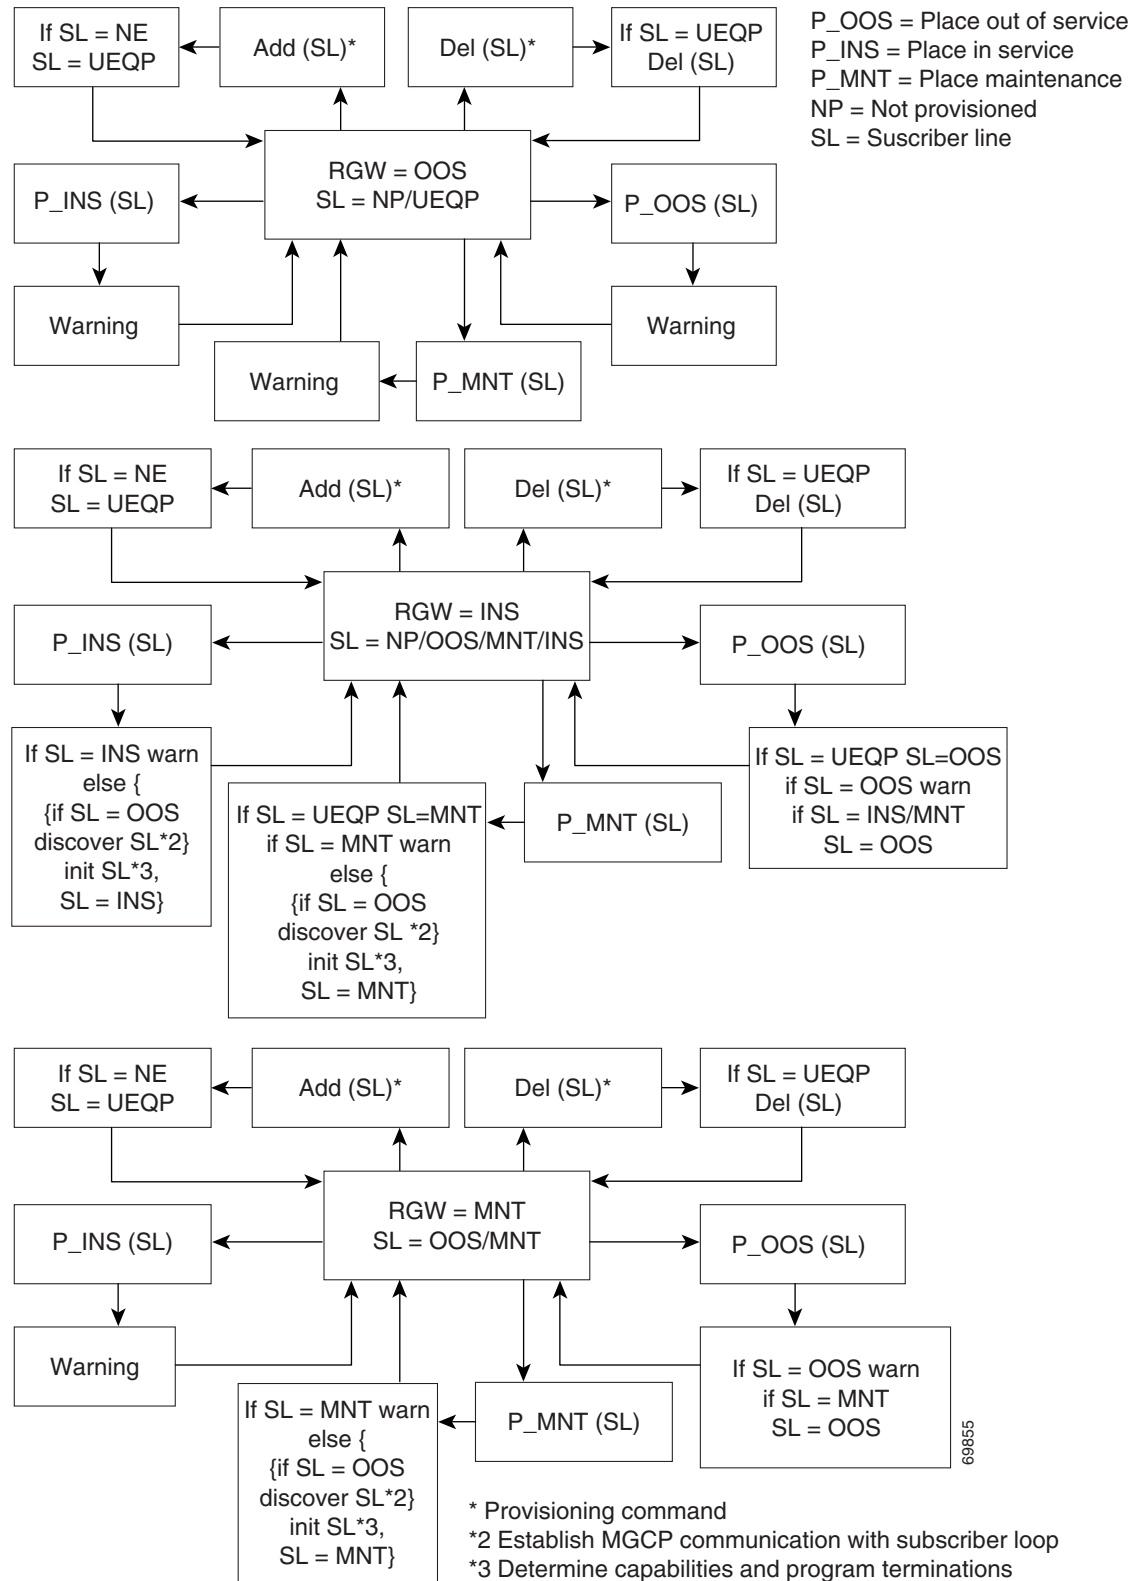 If SL = NE
SL = UEQP
Add (SL)*
Del (SL)*
If SL = UEQP
Del (SL)
P_OOS = Place out of service
P_INS = Place in service
P_MNT = Place maintenance
NP = Not provisioned
SL = Suscriber line
RGW = OOS
SL = NP/UEQP
P_INS (SL)
P_OOS (SL)
Warning
Warning
Warning
P_MNT (SL)
If SL = NE
SL = UEQP
Add (SL)*
Del (SL)*
If SL = UEQP
Del (SL)
RGW = INS
SL = NP/OOS/MNT/INS
P_INS (SL)
P_OOS (SL)
If SL = INS warn
else {
{if SL = OOS
discover SL*2}
init SL*3,
SL = INS}
If SL = UEQP SL=MNT
if SL = MNT warn
else {
{if SL = OOS
discover SL *2}
init SL*3,
SL = MNT}
P_MNT (SL)
If SL = UEQP SL=OOS
if SL = OOS warn
if SL = INS/MNT
SL = OOS
If SL = NE
SL = UEQP
Add (SL)*
Del (SL)*
If SL = UEQP
Del (SL)
RGW = MNT
SL = OOS/MNT
P_INS (SL)
P_OOS (SL)
Warning
If SL = MNT warn
else {
{if SL = OOS
discover SL*2}
init SL*3,
SL = MNT}
P_MNT (SL)
If SL = OOS warn
if SL = MNT
SL = OOS
69855
* Provisioning command
*2 Establish MGCP communication with subscriber loop
*3 Determine capabilities and program terminations